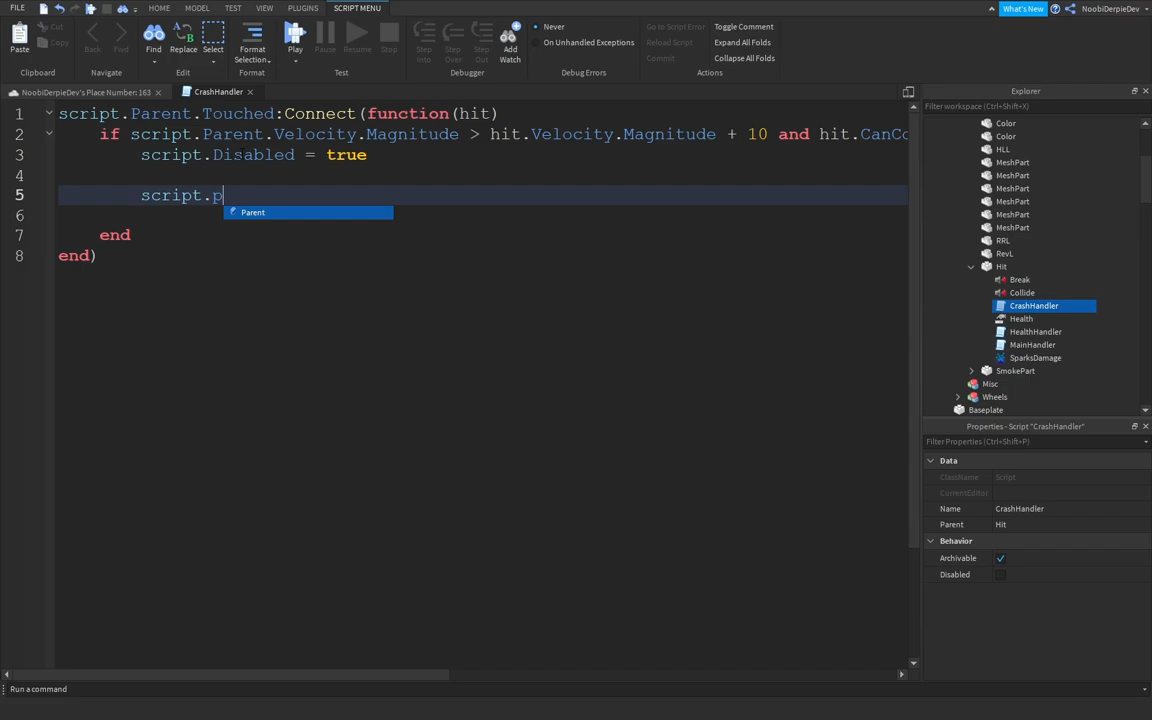 FILE
HOME
MODEL
TEST
VIEW
PLUGINS
SCRIPT MENU
What's New
NoobiDerpieDev
Paste
Cut
Copy
Clipboard
Back
Forward
Navigate
Find
Replace
Select
Edit
Format
Selection
Format
Play
Pause
Resume
Stop
Test
Step
Into
Step
Over
Step
Out
Add
Watch
Debugger
Never
On Unhandled Exceptions
Debug Errors
Go to Script Error
Reload Script
Commit
Toggle Comment
Expand All Folds
Collapse All Folds
Actions
NoobiDerpieDev's Place Number: 163
CrashHandler
1 script.Parent.Touched:Connect(function(hit)
2 if script.Parent.Velocity.Magnitude > hit.Velocity.Magnitude + 10 and hit.CanCo
3 script.Disabled = true
4
5 script.p
Parent
6
7 end
8 end)
Explorer
Filter workspace (Ctrl+Shift+X)
Color
Color
HLL
MeshPart
MeshPart
MeshPart
MeshPart
MeshPart
MeshPart
RRL
RevL
Hit
Break
Collide
CrashHandler
Health
HealthHandler
MainHandler
SparksDamage
SmokePart
Misc
Wheels
Baseplate
Properties - Script "CrashHandler"
Filter Properties (Ctrl+Shift+P)
Data
ClassName Script
CurrentEditor
Name CrashHandler
Parent Hit
Behavior
Archivable
Disabled
Run a command